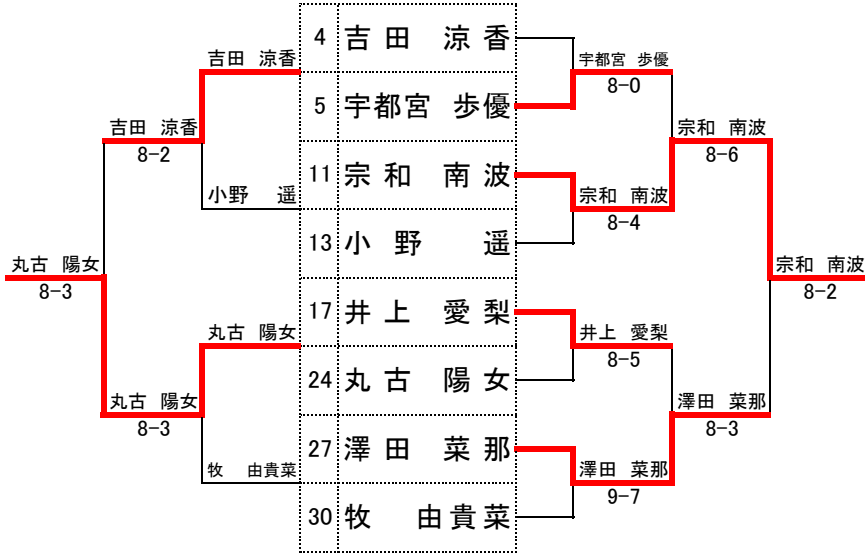 4 吉田 涼香
5 宇都宮 歩優
11 宗和 南波
13 小野 遥
17 井上 愛梨
24 丸古 陽女
27 澤田 菜那
30 牧 由貴菜
吉田 涼香
吉田 涼香
8-2
小野 遥
丸古 陽女
8-3
丸古 陽女
丸古 陽女
8-3
牧 由貴菜
宇都宮 歩優
8-0
宗和 南波
8-6
宗和 南波
8-4
宗和 南波
8-2
井上 愛梨
8-5
澤田 菜那
8-3
澤田 菜那
9-7